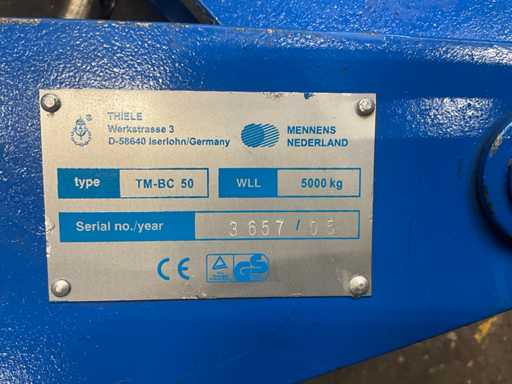 THIELE
Werkstrasse 3
D-58640 Iserlohn/Germany
MENNENS
NEDERLAND
type TM-BC 50 WLL 5000 kg
Serial no./year 3657/05
CE